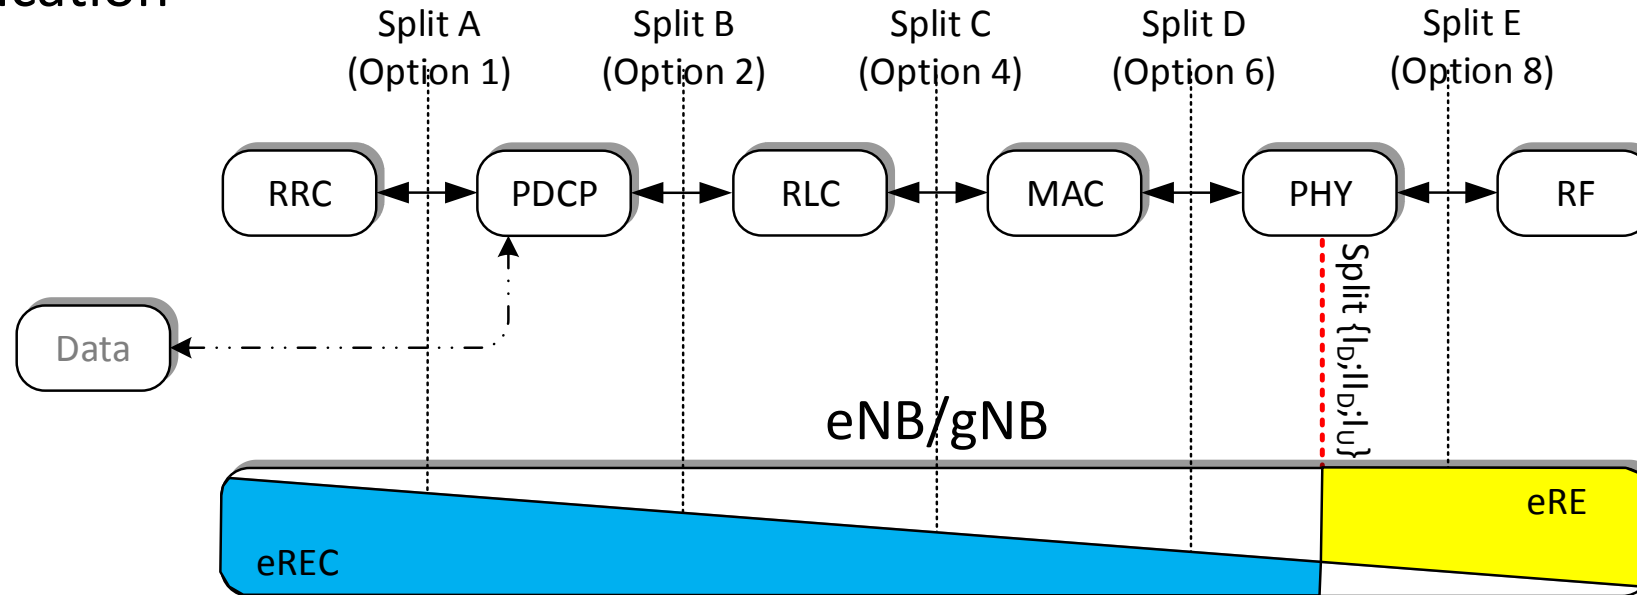 Split A
(Option 1)
Split B
(Option 2)
Split C
(Option 4)
Split D
(Option 6)
Split E
(Option 8)
RRC
PDCP
RLC
MAC
PHY
RF
Split {I_D;II_D;I_U}
Data
eNB/gNB
eRE
eREC